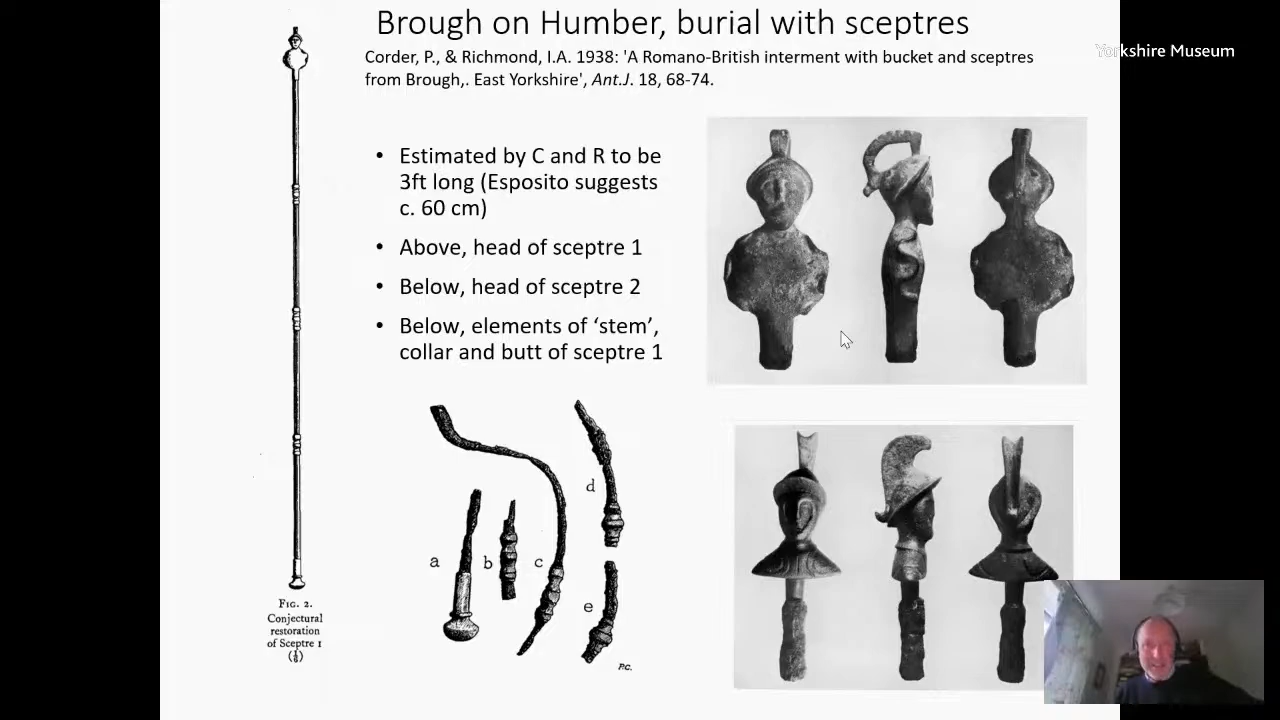 Brough on Humber, burial with sceptres
Corder, P., & Richmond, I.A. 1938: 'A Romano-British interment with bucket and sceptres
from Brough,. East Yorkshire', Ant.J. 18, 68-74.
Yorkshire Museum
• Estimated by C and R to be
3ft long (Esposito suggests
c. 60 cm)
• Above, head of sceptre 1
• Below, head of sceptre 2
• Below, elements of ‘stem’,
collar and butt of sceptre 1
a
b
c
d
e
P.C.
FIG. 2.
Conjectural
restoration
of Sceptre 1
(⅙)